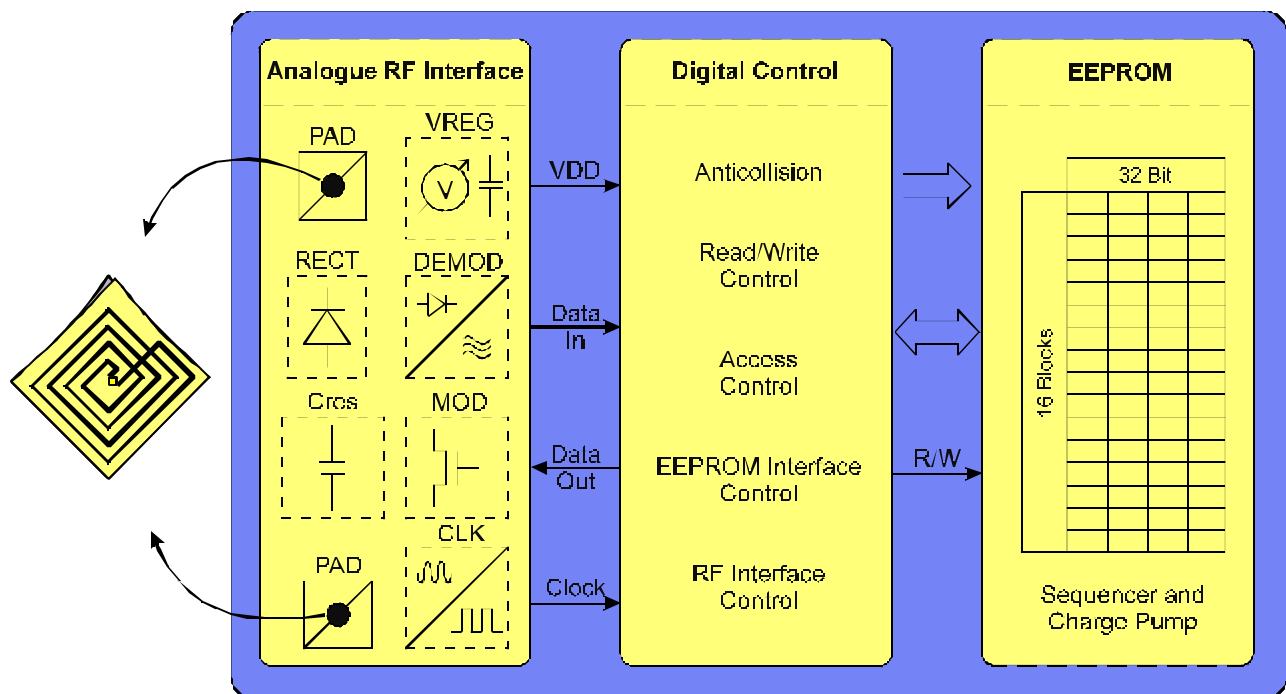 Analogue RF Interface
PAD
VREG
V
RECT
DEMOD
Cres
MOD
PAD
CLK
VDD
Data
In
Data
Out
Clock
Digital Control
Anticollision
Read/Write
Control
Access
Control
EEPROM Interface
Control
RF Interface
Control
R/W
EEPROM
32 Bit
16 Blocks
Sequencer and
Charge Pump